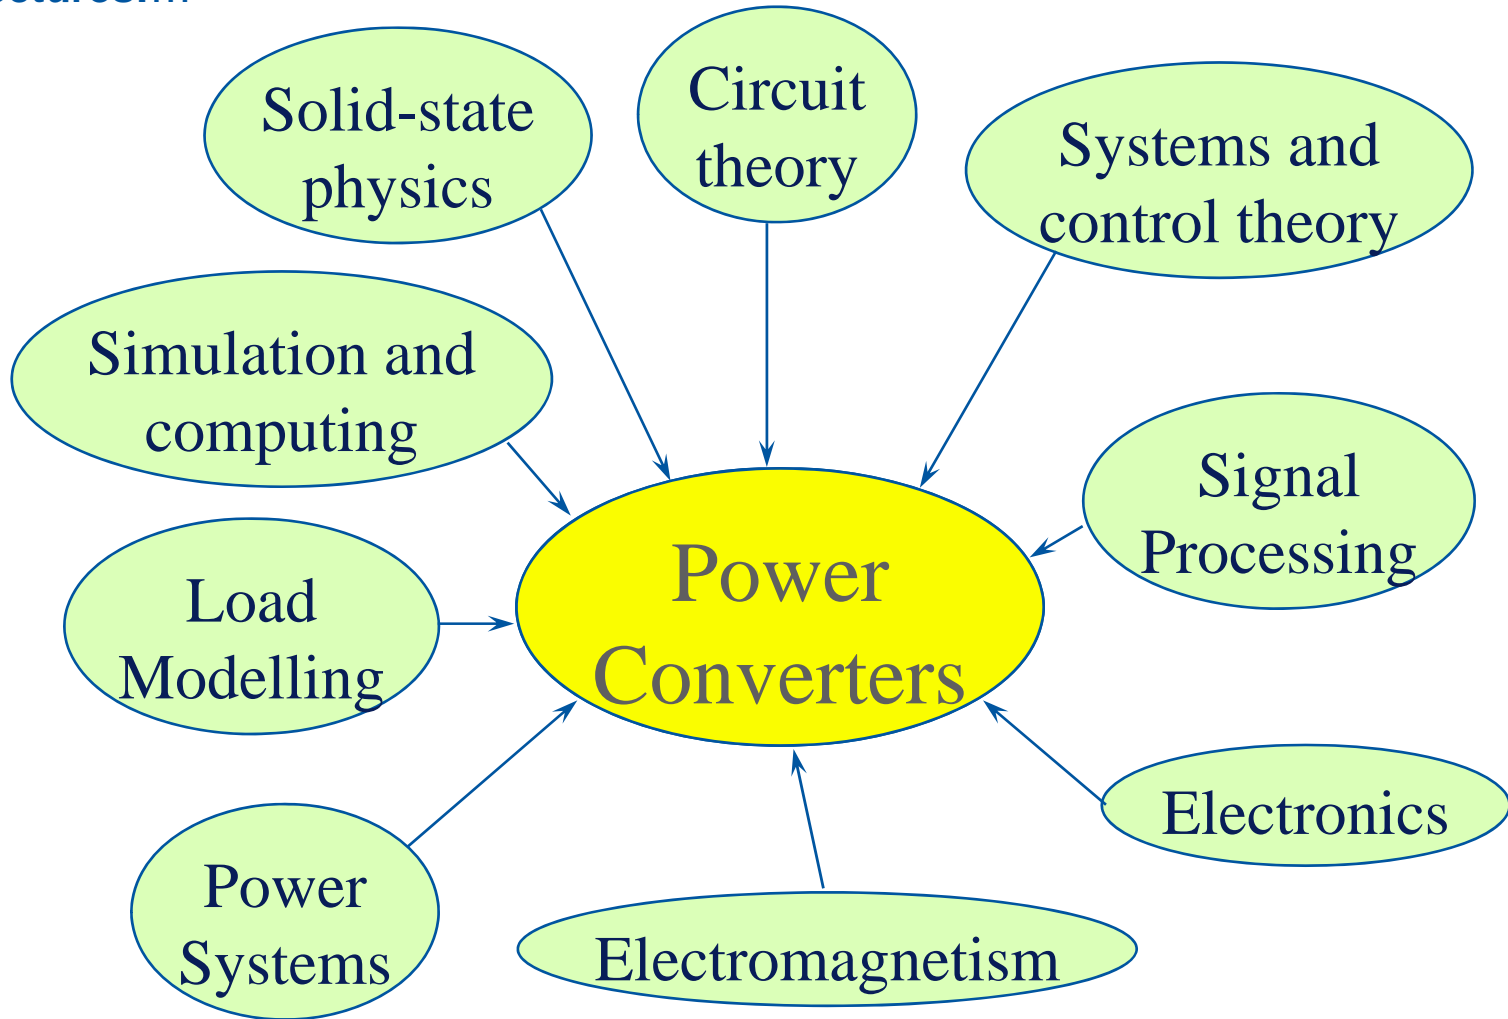 Solid-state
physics
Circuit
theory
Systems and
control theory
Simulation and
computing
Signal
Processing
Load
Modelling
Power
Converters
Electronics
Power
Systems
Electromagnetism